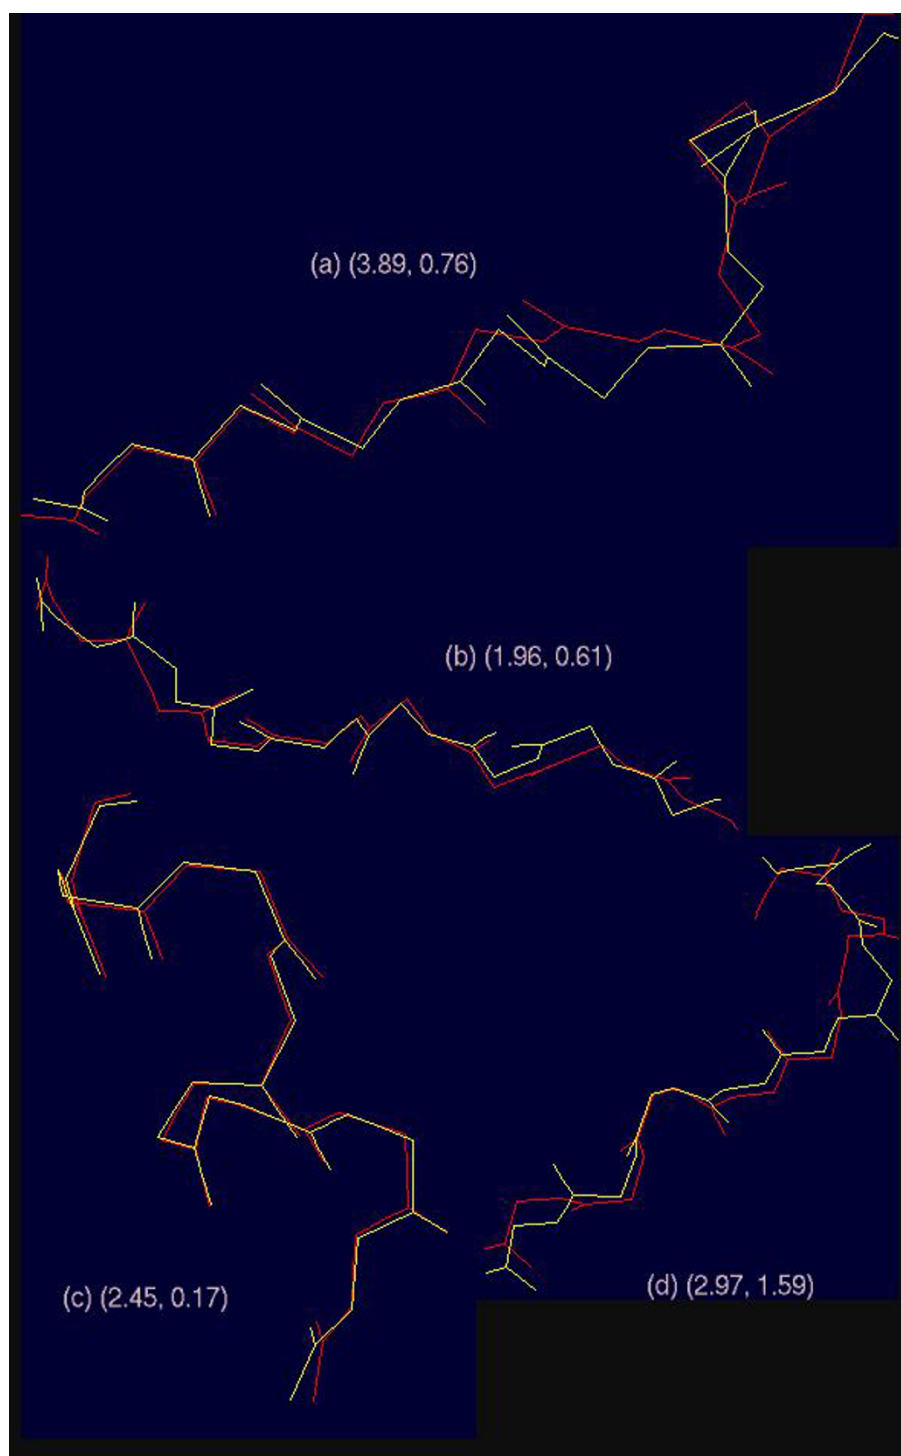 (a) (3.89, 0.76)
(b) (1.96, 0.61)
(c) (2.45, 0.17)
(d) (2.97, 1.59)